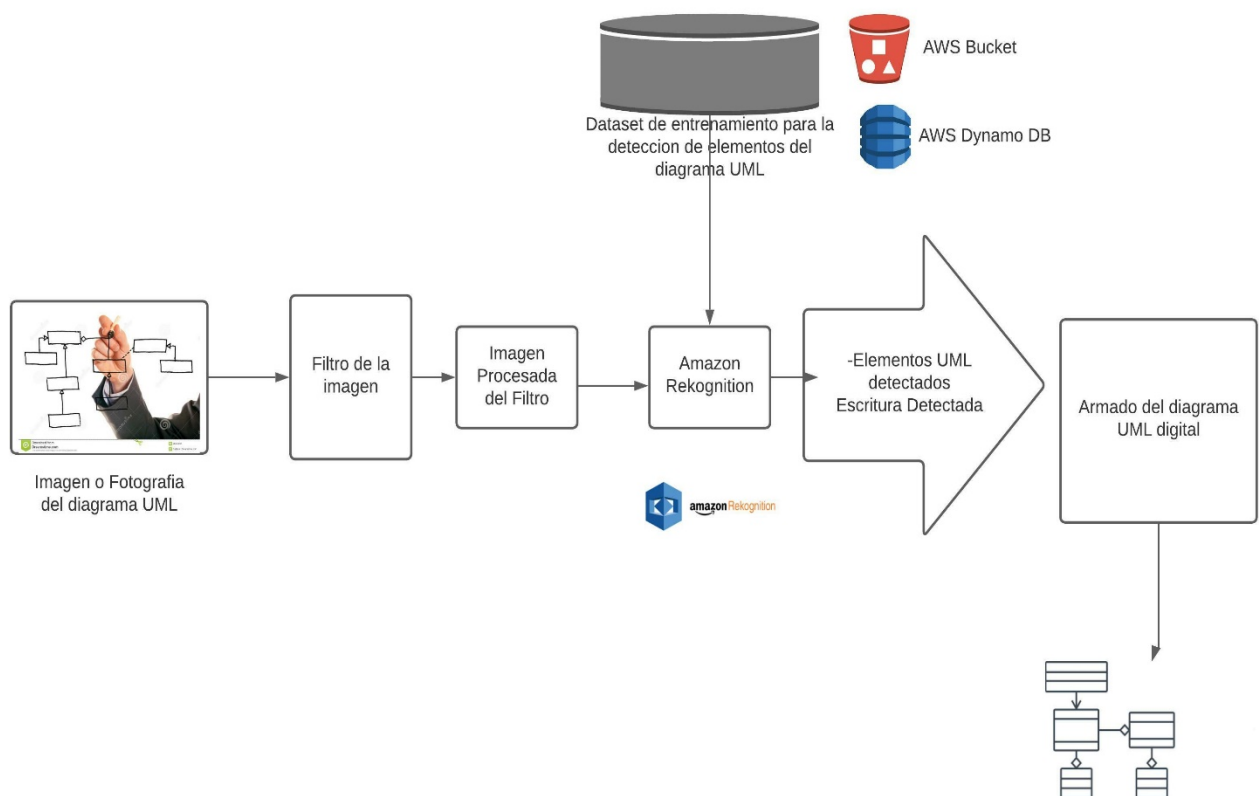 AWS Bucket
AWS Dynamo DB
Dataset de entrenamiento para la
deteccion de elementos del
diagrama UML
Imagen o Fotografia
del diagrama UML
Filtro de la
imagen
Imagen
Procesada
del Filtro
Amazon
Rekognition
amazon Rekognition
-Elementos UML
detectados
Escritura Detectada
Armado del diagrama
UML digital